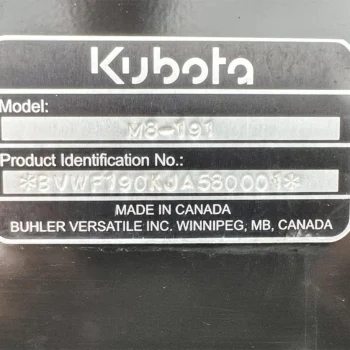 Kubota
Model:
M8-191
Product Identification No.:
*BVWF190KJA580001*
MADE IN CANADA
BUHLER VERSATILE INC. WINNIPEG, MB, CANADA